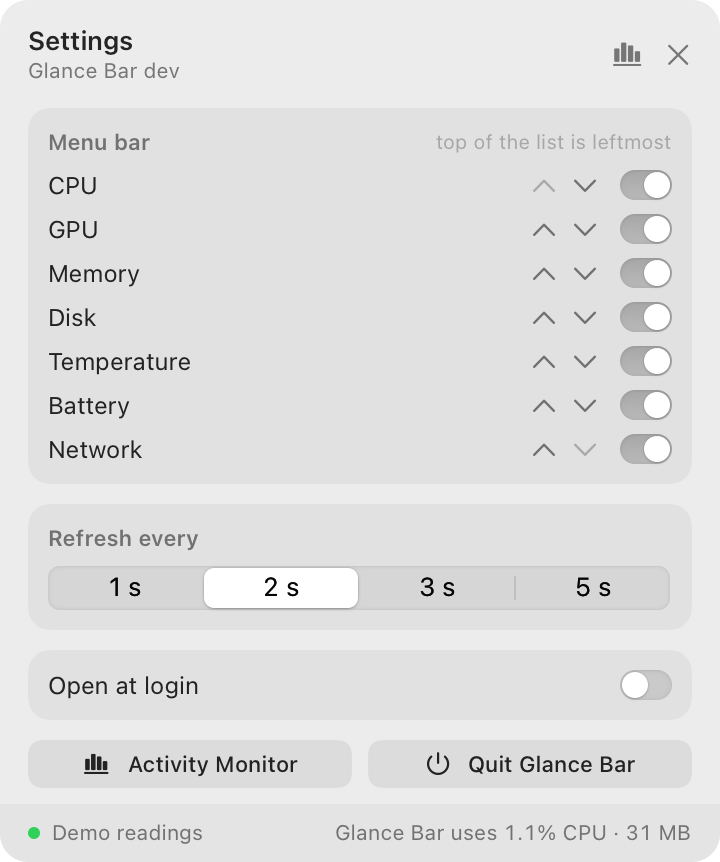 Settings
Glance Bar dev
Menu bar top of the list is leftmost
CPU
GPU
Memory
Disk
Temperature
Battery
Network
Refresh every
1 s 2 s 3 s 5 s
Open at login
Activity Monitor Quit Glance Bar
Demo readings Glance Bar uses 1.1% CPU · 31 MB